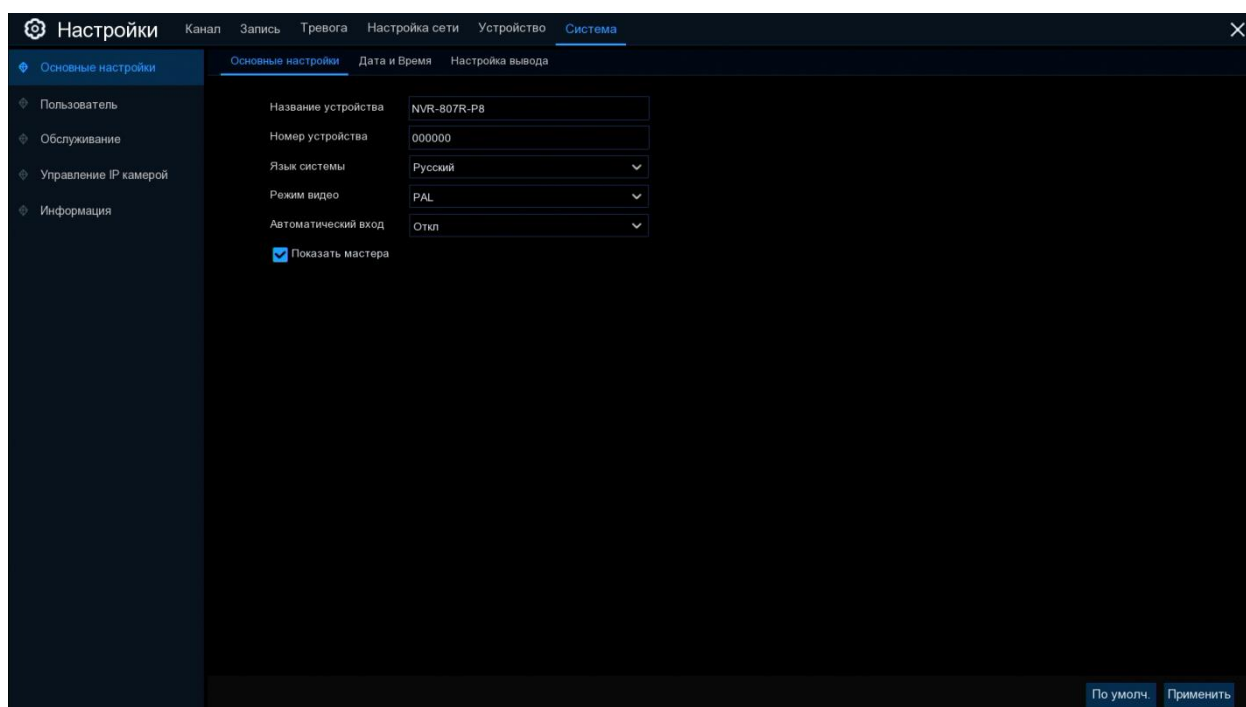 Настройки Канал Запись Тревога Настройка сети Устройство Система
Основные настройки
Пользователь
Обслуживание
Управление IP камерой
Информация
Основные настройки Дата и Время Настройка вывода
Название устройства NVR-807R-P8
Номер устройства 000000
Язык системы Русский
Режим видео PAL
Автоматический вход Откл
Показать мастера
По умолч. Применить